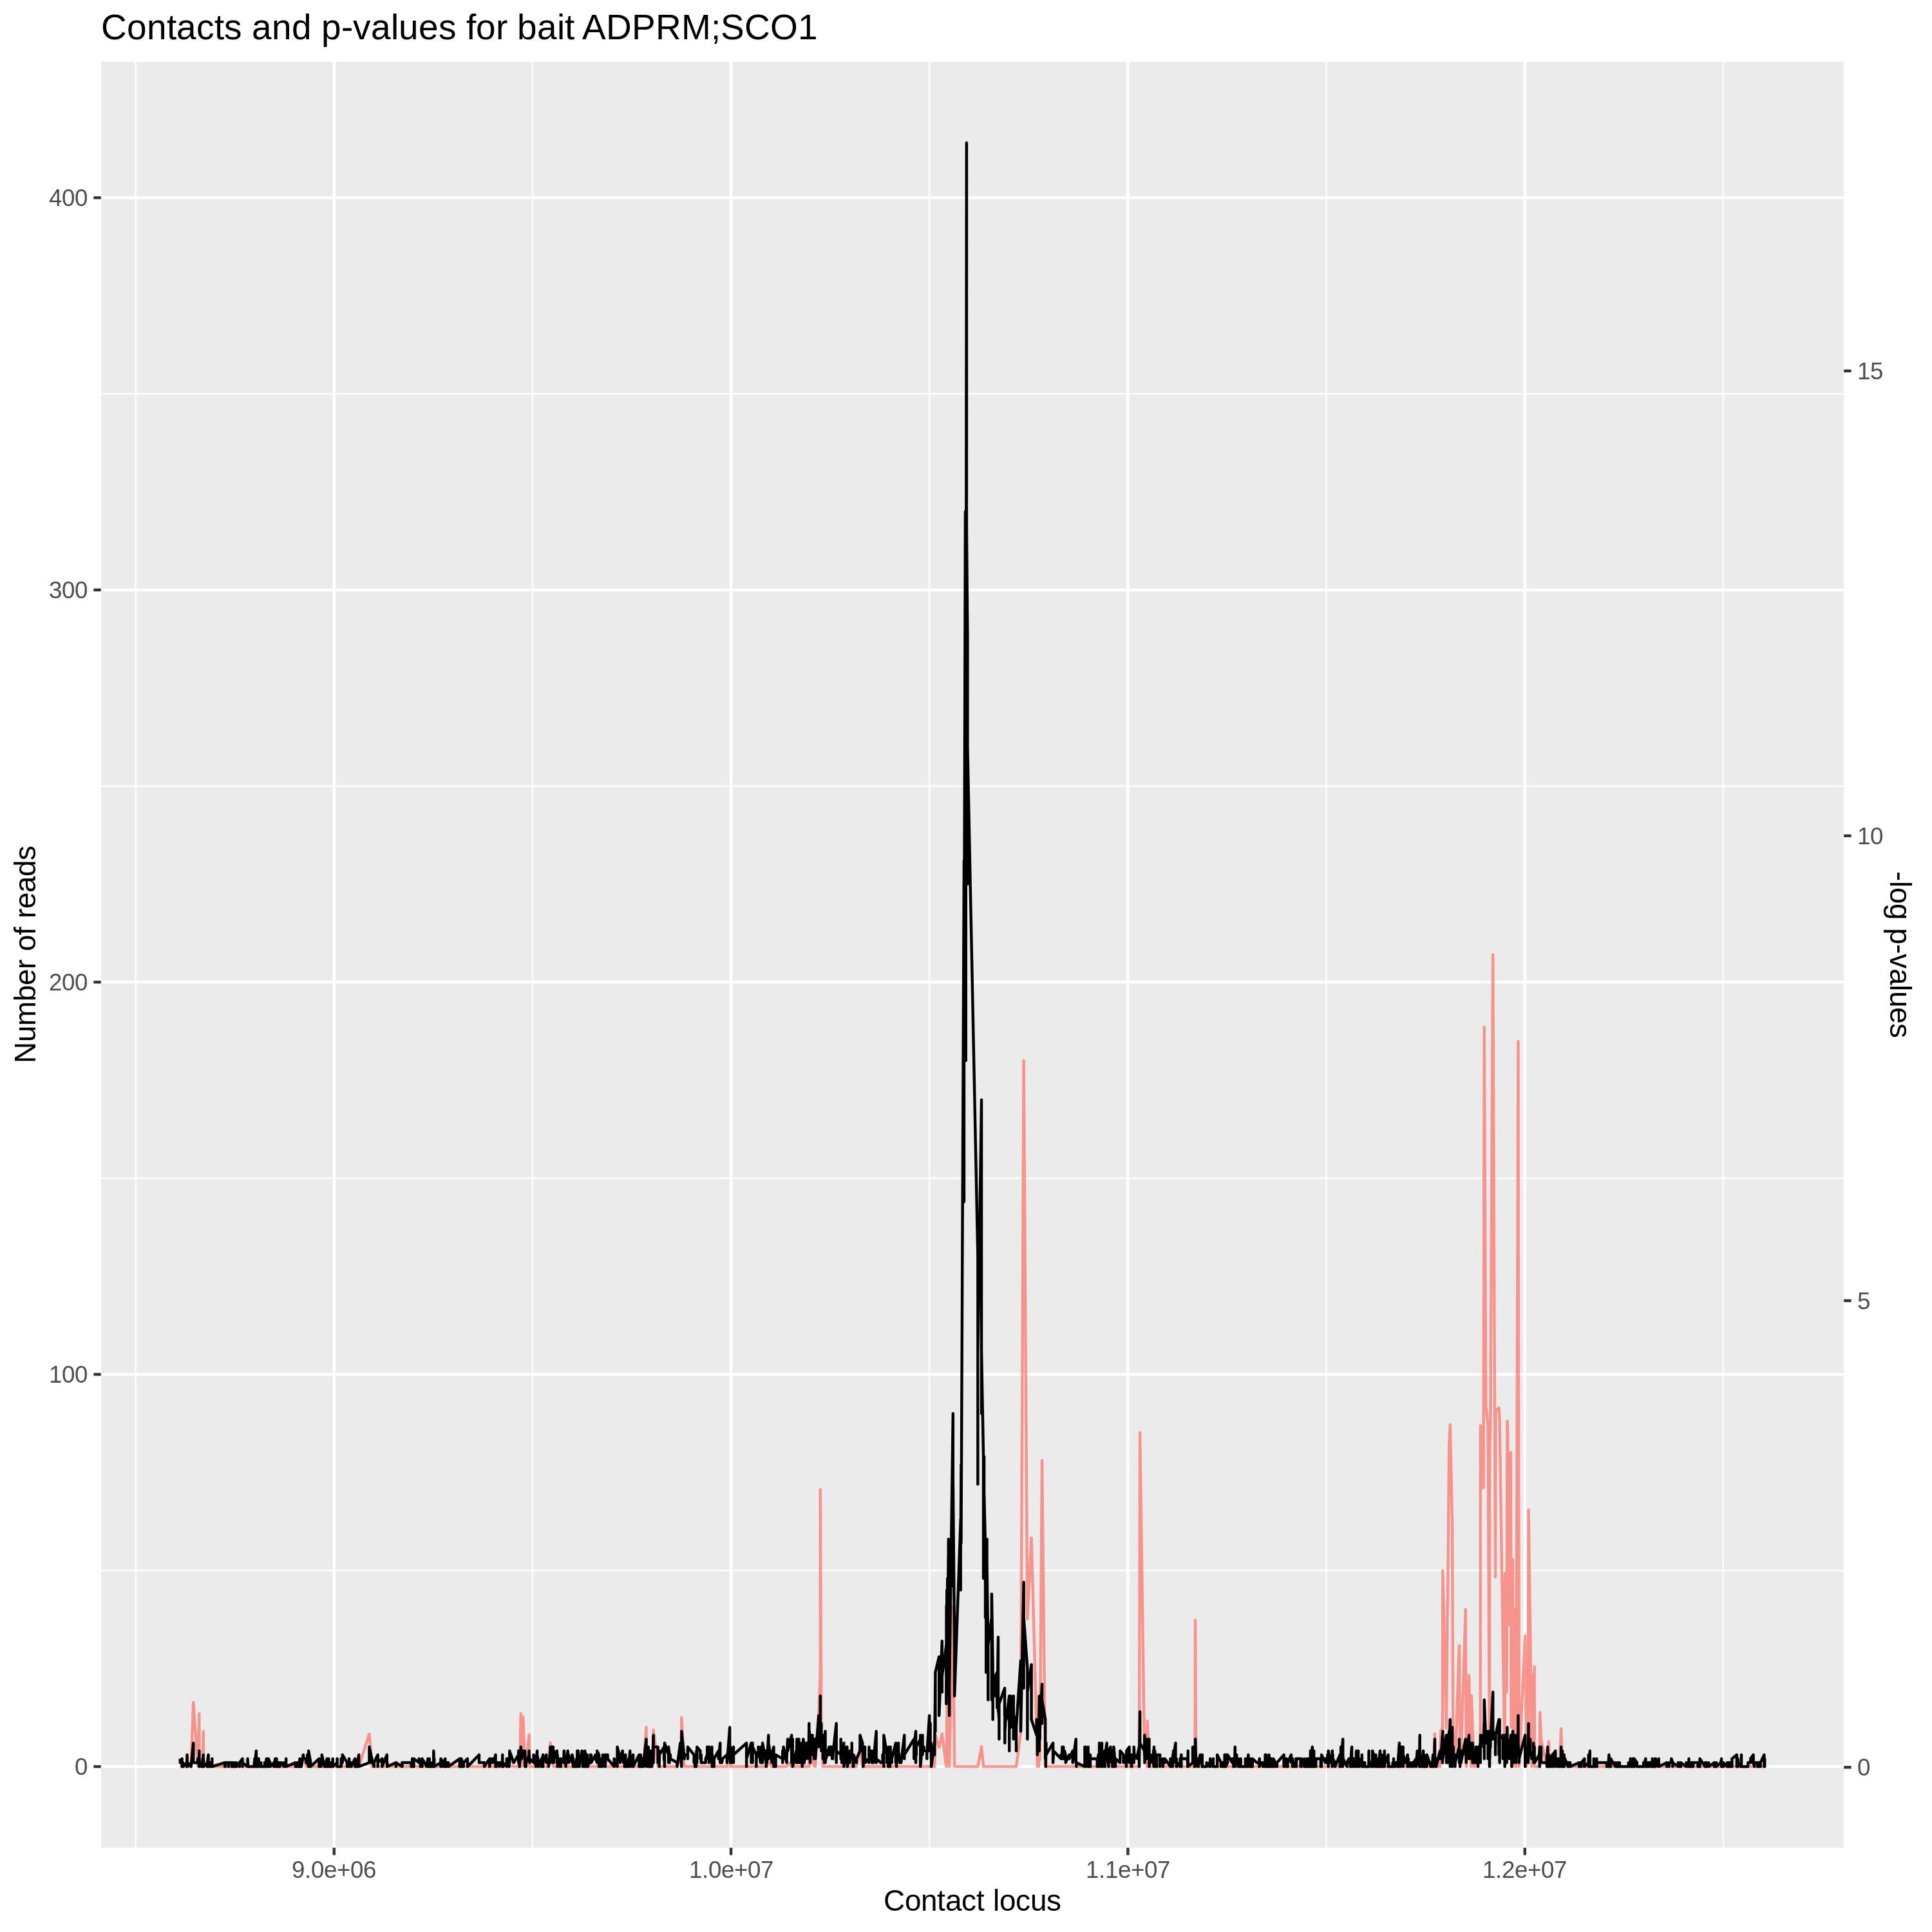 Contacts and p-values for bait ADPRM;SCO1
400
300
200
100
0
Number of reads
15
10
5
0
-log p-values
9.0e+06
1.0e+07
1.1e+07
1.2e+07
Contact locus